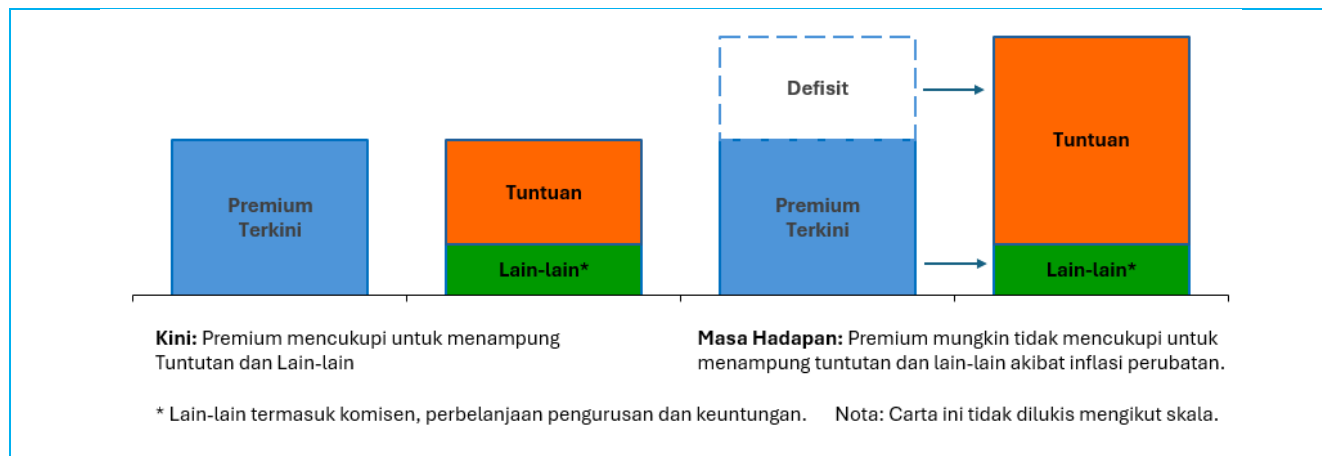 Premium
Terkini
Tuntuan
Lain-lain*
Defisit
Premium
Terkini
Tuntuan
Lain-lain*
Kini: Premium mencukupi untuk menampung
Tuntutan dan Lain-lain
Masa Hadapan: Premium mungkin tidak mencukupi untuk
menampung tuntutan dan lain-lain akibat inflasi perubatan.
* Lain-lain termasuk komisen, perbelanjaan pengurusan dan keuntungan. Nota: Carta ini tidak dilukis mengikut skala.